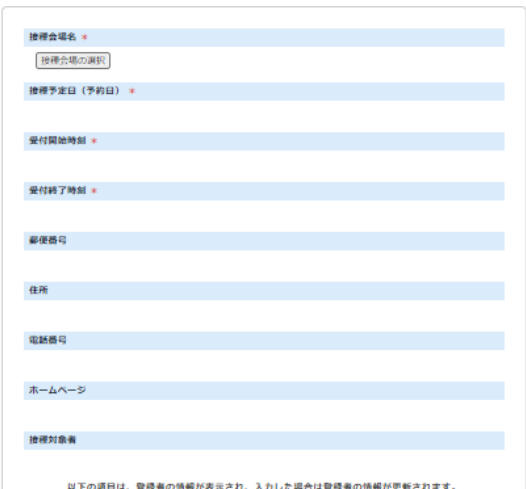 接種会場名 *
接種会場の選択
接種予定日（予約日） *
受付開始時刻 *
受付終了時刻 *
郵便番号
住所
電話番号
ホームページ
接種対象者
以下の項目は、登録者の情報が表示され、入力した場合は登録者の情報が更新されます。